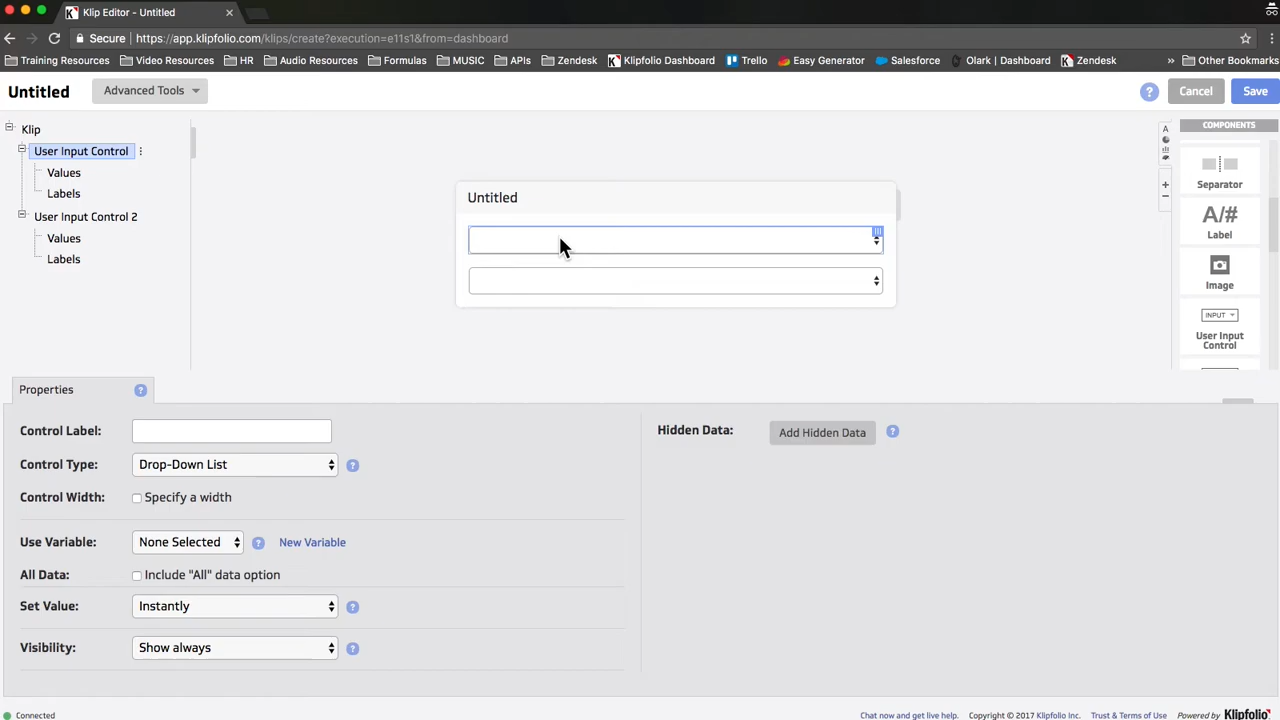 Klip Editor - Untitled
Secure
https://app.klipfolio.com/klips/create?execution=e11s1&from=dashboard
Training Resources
Video Resources
HR
Audio Resources
Formulas
MUSIC
APIs
Zendesk
Klipfolio Dashboard
Trello
Easy Generator
Salesforce
Olark | Dashboard
Zendesk
»
Other Bookmarks
Untitled
Advanced Tools
?
Cancel
Save
Klip
User Input Control
Values
Labels
User Input Control 2
Values
Labels
Untitled
A
+
−
COMPONENTS
Separator
A/#
Label
Image
INPUT
User Input
Control
Properties
?
Control Label:
Control Type:
Drop-Down List
?
Control Width:
Specify a width
Use Variable:
None Selected
?
New Variable
All Data:
Include "All" data option
Set Value:
Instantly
?
Visibility:
Show always
?
Hidden Data:
Add Hidden Data
?
Connected
Chat now and get live help.
Copyright © 2017 Klipfolio Inc.
Trust & Terms of Use
Powered by
Klipfolio